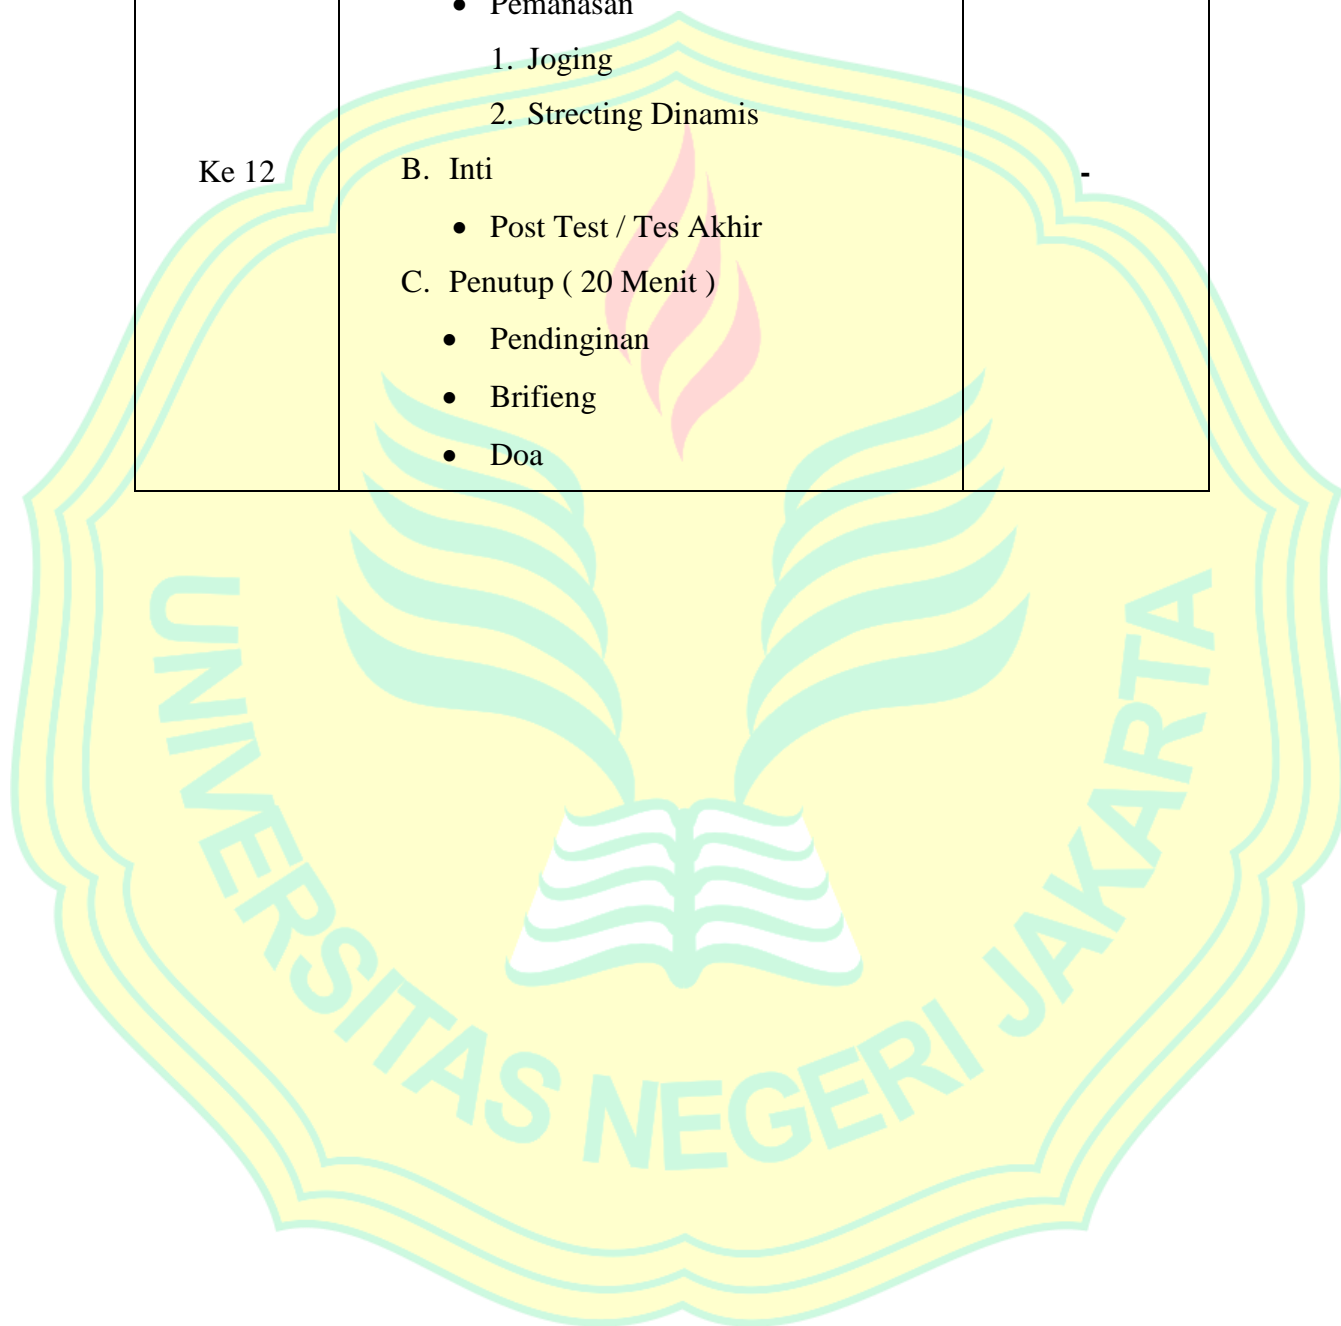 • Pemanasan
1. Joging
2. Strecting Dinamis
Ke 12
B. Inti
-
• Post Test / Tes Akhir
C. Penutup ( 20 Menit )
• Pendinginan
• Brifieng
• Doa
UNIVERSITAS NEGERI JAKARTA